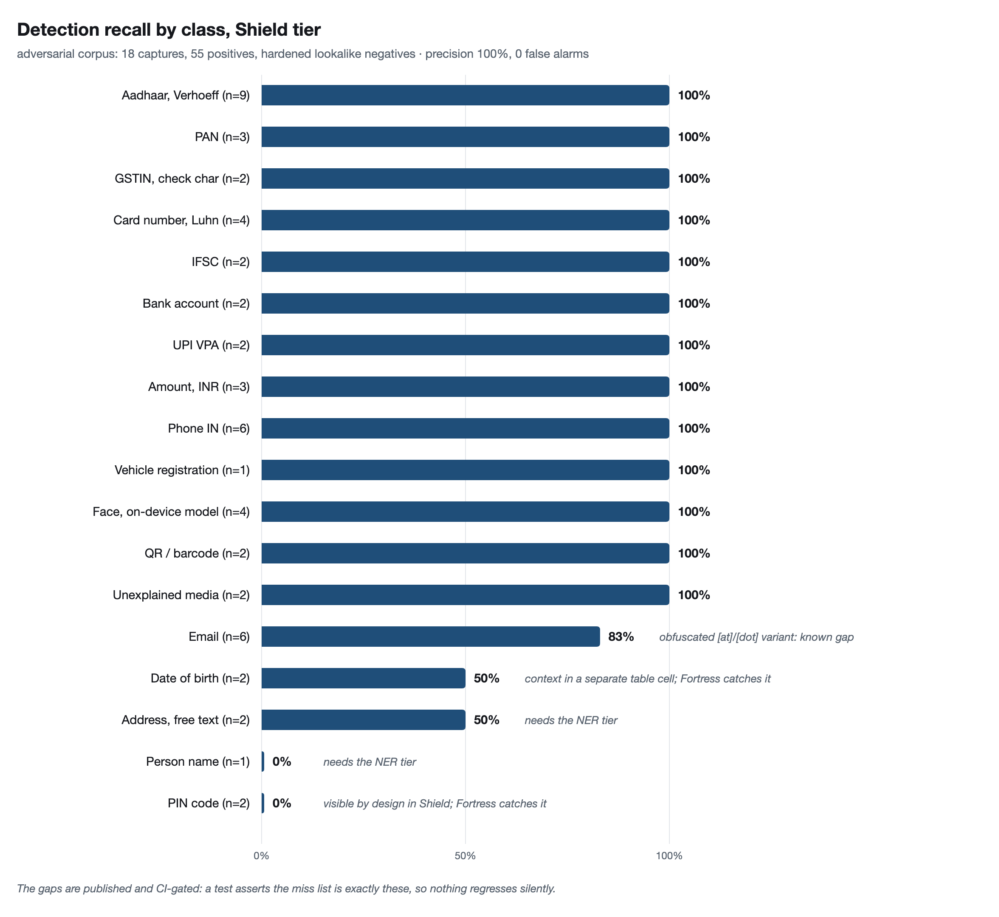 Detection recall by class, Shield tier
adversarial corpus: 18 captures, 55 positives, hardened lookalike negatives · precision 100%, 0 false alarms
Aadhaar, Verhoeff (n=9) 100%
PAN (n=3) 100%
GSTIN, check char (n=2) 100%
Card number, Luhn (n=4) 100%
IFSC (n=2) 100%
Bank account (n=2) 100%
UPI VPA (n=2) 100%
Amount, INR (n=3) 100%
Phone IN (n=6) 100%
Vehicle registration (n=1) 100%
Face, on-device model (n=4) 100%
QR / barcode (n=2) 100%
Unexplained media (n=2) 100%
Email (n=6) 83% obfuscated [at]/[dot] variant: known gap
Date of birth (n=2) 50% context in a separate table cell; Fortress catches it
Address, free text (n=2) 50% needs the NER tier
Person name (n=1) 0% needs the NER tier
PIN code (n=2) 0% visible by design in Shield; Fortress catches it
0% 50% 100%
The gaps are published and CI-gated: a test asserts the miss list is exactly these, so nothing regresses silently.